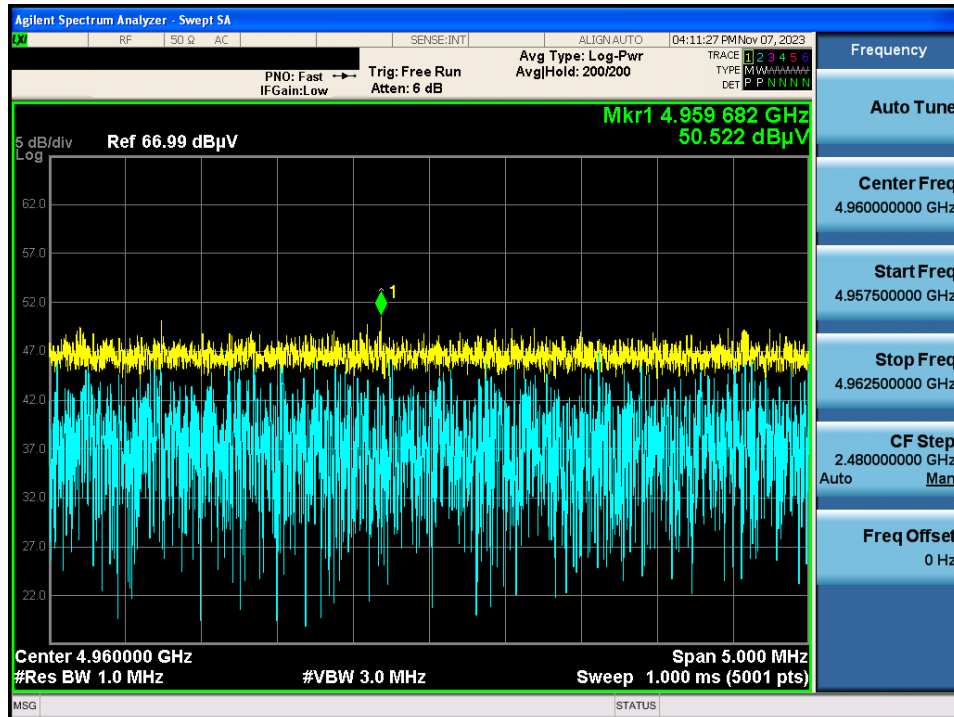 Agilent Spectrum Analyzer - Swept SA
LXI RF 50 Ω AC SENSE:INT ALIGN AUTO 04:11:27 PM Nov 07, 2023
PNO: Fast
IFGain:Low
Trig: Free Run
Atten: 6 dB
Avg Type: Log-Pwr
Avg|Hold: 200/200
TRACE 1 2 3 4 5 6
TYPE M W
DET P P N N N N
Mkr1 4.959 682 GHz
50.522 dBµV
5 dB/div Ref 66.99 dBµV
Log
62.0
57.0
1
52.0
47.0
42.0
37.0
32.0
27.0
22.0
Center 4.960000 GHz Span 5.000 MHz
#Res BW 1.0 MHz #VBW 3.0 MHz Sweep 1.000 ms (5001 pts)
MSG STATUS
Frequency
Auto Tune
Center Freq
4.960000000 GHz
Start Freq
4.957500000 GHz
Stop Freq
4.962500000 GHz
CF Step
2.480000000 GHz
Auto Man
Freq Offset
0 Hz